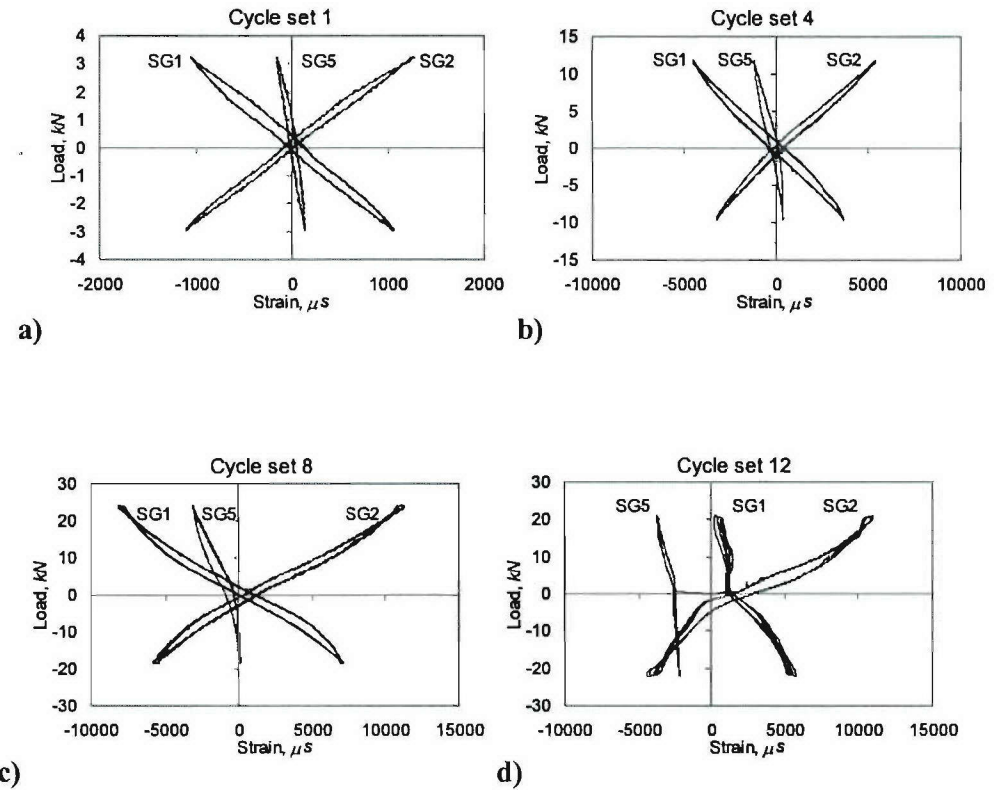 Cycle set 1
4
3
2
1
0
-1
-2
-3
-4
Load, kN
SG1 SG5 SG2
-2000 -1000 0 1000 2000
Strain, μs
a)
Cycle set 4
15
10
5
0
-5
-10
-15
Load, kN
SG1 SG5 SG2
-10000 -5000 0 5000 10000
Strain, μs
b)
Cycle set 8
30
20
10
0
-10
-20
-30
Load, kN
SG1 SG5 SG2
-10000 -5000 0 5000 10000 15000
Strain, μs
c)
Cycle set 12
30
20
10
0
-10
-20
-30
Load, kN
SG5 SG1 SG2
-10000 -5000 0 5000 10000 15000
Strain, μs
d)